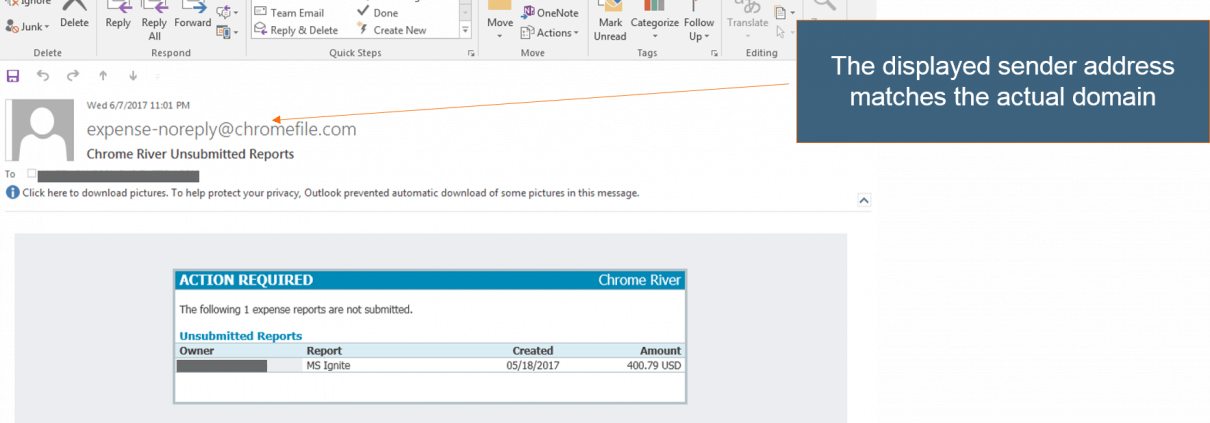 Ignore
Delete
Reply
Reply All
Forward
Junk
Team Email
Reply & Delete
Done
Create New
Move
OneNote
Actions
Mark Unread
Categorize
Follow Up
Translate
Delete
Respond
Quick Steps
Move
Tags
Editing
The displayed sender address
matches the actual domain
Wed 6/7/2017 11:01 PM
expense-noreply@chromefile.com
Chrome River Unsubmitted Reports
To
Click here to download pictures. To help protect your privacy, Outlook prevented automatic download of some pictures in this message.
ACTION REQUIRED Chrome River
The following 1 expense reports are not submitted.
Unsubmitted Reports
Owner Report Created Amount
MS Ignite 05/18/2017 400.79 USD